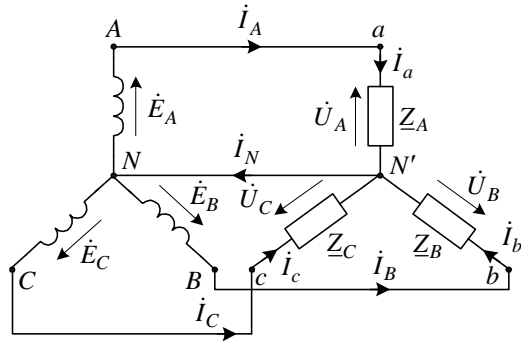 A İ_A a
İ_a
Ė_A U̇_A Z_A
N İ_N N′
Ė_B U̇_C U̇_B
Ė_C Z_C Z_B İ_b
C B c İ_c İ_B b
İ_C